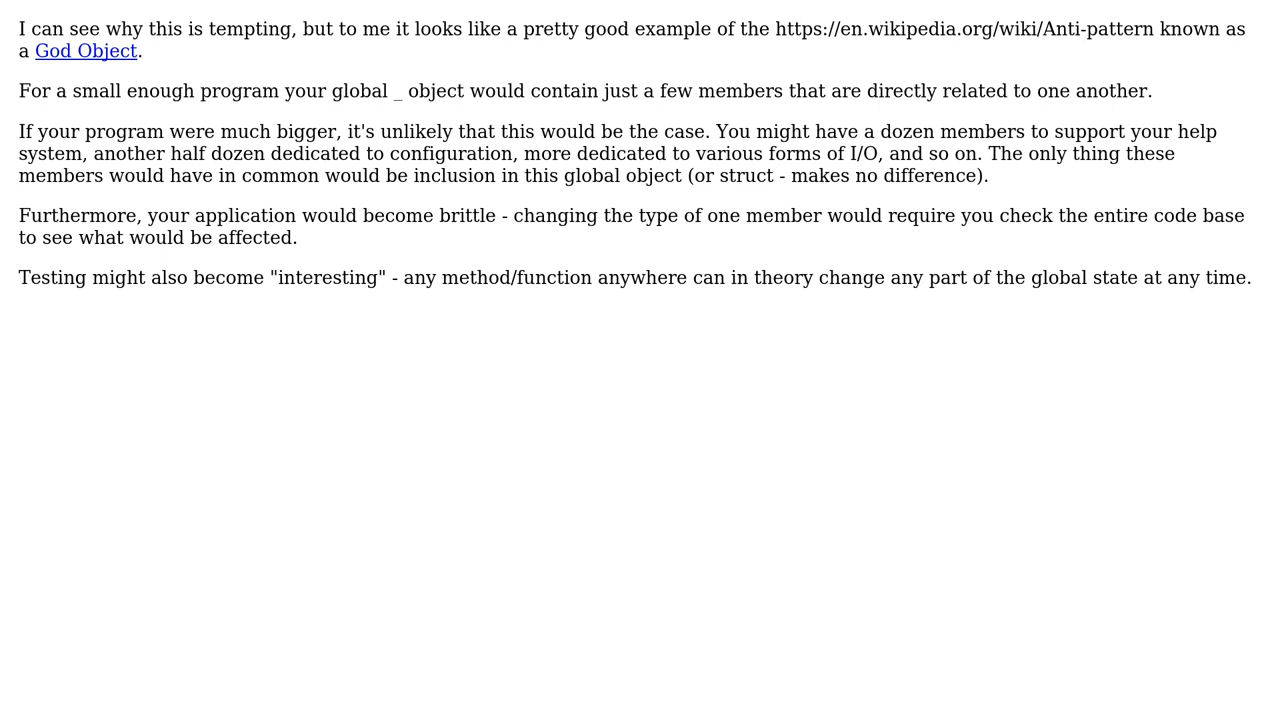 I can see why this is tempting, but to me it looks like a pretty good example of the https://en.wikipedia.org/wiki/Anti-pattern known as
a God Object.
For a small enough program your global _ object would contain just a few members that are directly related to one another.
If your program were much bigger, it's unlikely that this would be the case. You might have a dozen members to support your help
system, another half dozen dedicated to configuration, more dedicated to various forms of I/O, and so on. The only thing these
members would have in common would be inclusion in this global object (or struct - makes no difference).
Furthermore, your application would become brittle - changing the type of one member would require you check the entire code base
to see what would be affected.
Testing might also become "interesting" - any method/function anywhere can in theory change any part of the global state at any time.